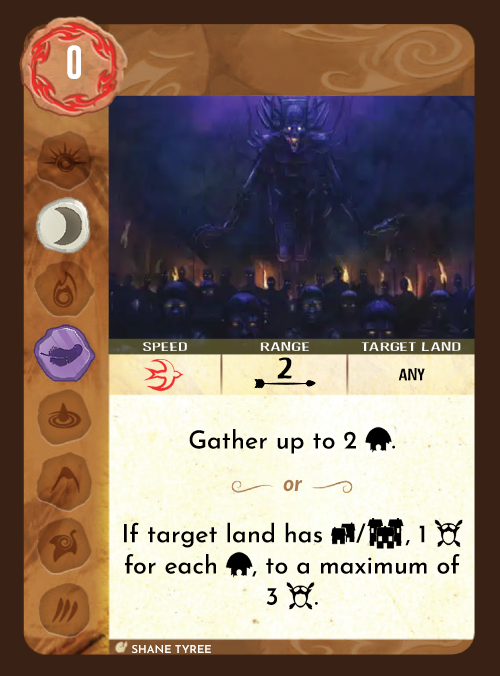 0
SPEED RANGE TARGET LAND
2 ANY
Gather up to 2 .
or
If target land has /, 1
for each , to a maximum of
3 .
SHANE TYREE